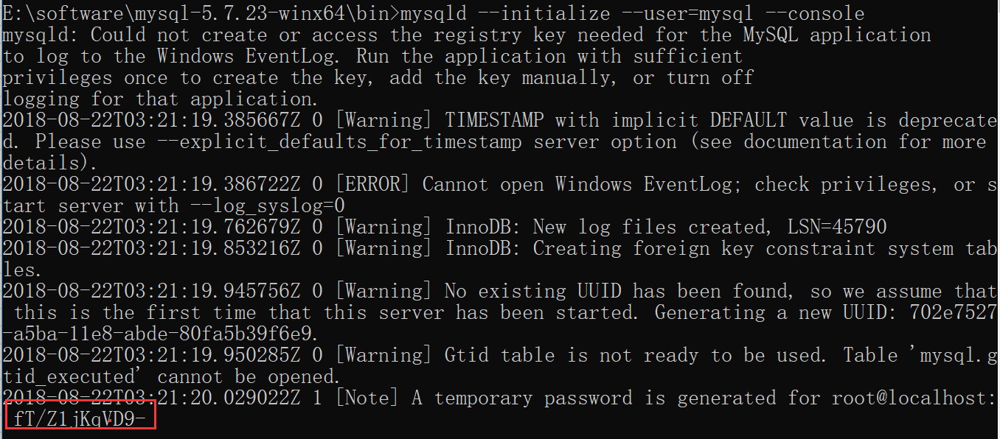 E:\software\mysql-5.7.23-winx64\bin>mysqld --initialize --user=mysql --console
mysqld: Could not create or access the registry key needed for the MySQL application
to log to the Windows EventLog. Run the application with sufficient
privileges once to create the key, add the key manually, or turn off
logging for that application.
2018-08-22T03:21:19.385667Z 0 [Warning] TIMESTAMP with implicit DEFAULT value is deprecate
d. Please use --explicit_defaults_for_timestamp server option (see documentation for more
details).
2018-08-22T03:21:19.386722Z 0 [ERROR] Cannot open Windows EventLog; check privileges, or s
tart server with --log_syslog=0
2018-08-22T03:21:19.762679Z 0 [Warning] InnoDB: New log files created, LSN=45790
2018-08-22T03:21:19.853216Z 0 [Warning] InnoDB: Creating foreign key constraint system tab
les.
2018-08-22T03:21:19.945756Z 0 [Warning] No existing UUID has been found, so we assume that
 this is the first time that this server has been started. Generating a new UUID: 702e7527
-a5ba-11e8-abde-80fa5b39f6e9.
2018-08-22T03:21:19.950285Z 0 [Warning] Gtid table is not ready to be used. Table 'mysql.g
tid_executed' cannot be opened.
2018-08-22T03:21:20.029022Z 1 [Note] A temporary password is generated for root@localhost:
 fT/Z1jKqVD9-